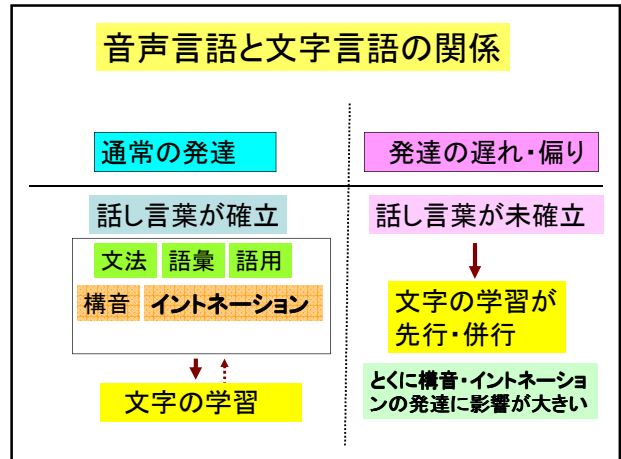 音声言語と文字言語の関係
通常の発達
発達の遅れ・偏り
話し言葉が確立
文法 語彙 語用
構音 イントネーション
文字の学習
話し言葉が未確立
文字の学習が
先行・併行
とくに構音・イントネーショ
ンの発達に影響が大きい